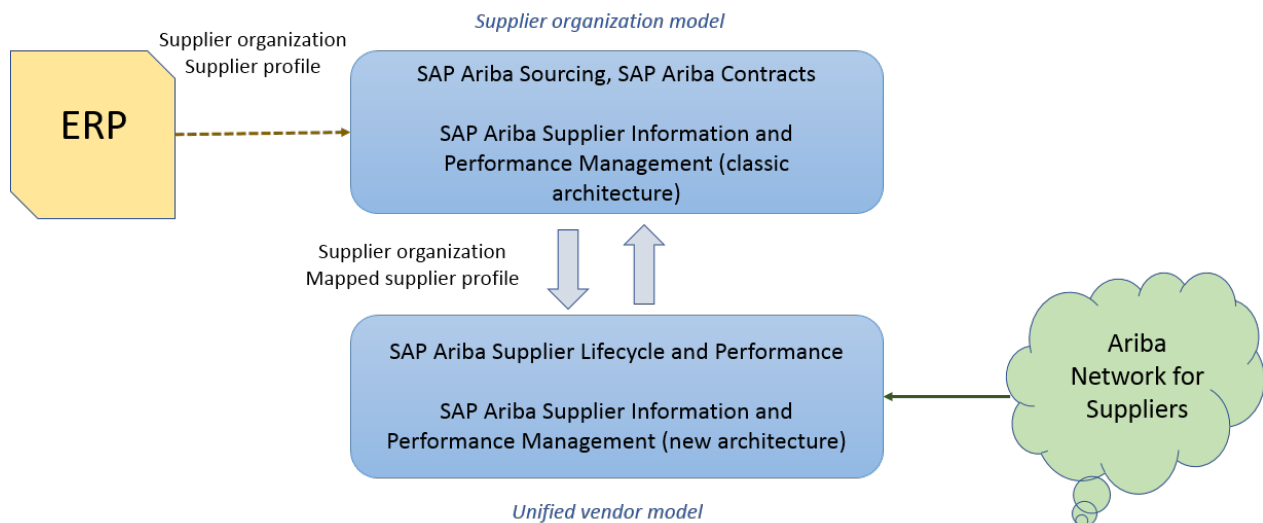 Supplier organization model
Supplier organization
Supplier profile
ERP
SAP Ariba Sourcing, SAP Ariba Contracts
SAP Ariba Supplier Information and
Performance Management (classic
architecture)
Supplier organization
Mapped supplier profile
SAP Ariba Supplier Lifecycle and Performance
SAP Ariba Supplier Information and
Performance Management (new architecture)
Ariba
Network for
Suppliers
Unified vendor model